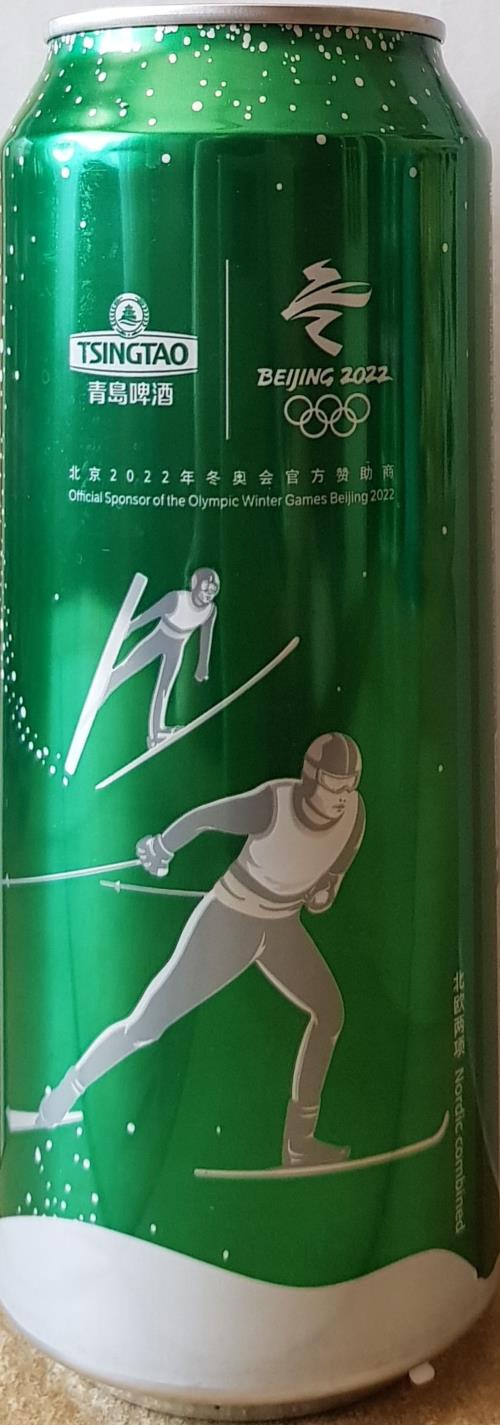 TSINGTAO
青島啤酒
BEIJING 2022
北京2022年冬奥会官方赞助商
Official Sponsor of the Olympic Winter Games Beijing 2022
北欧两项 Nordic combined